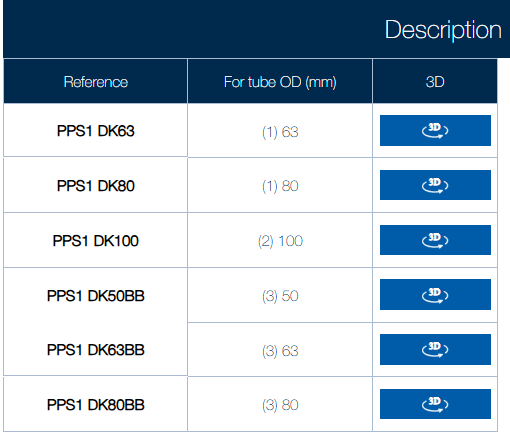 Description
Reference For tube OD (mm) 3D
PPS1 DK63 (1) 63 3D
PPS1 DK80 (1) 80 3D
PPS1 DK100 (2) 100 3D
PPS1 DK50BB (3) 50 3D
PPS1 DK63BB (3) 63 3D
PPS1 DK80BB (3) 80 3D